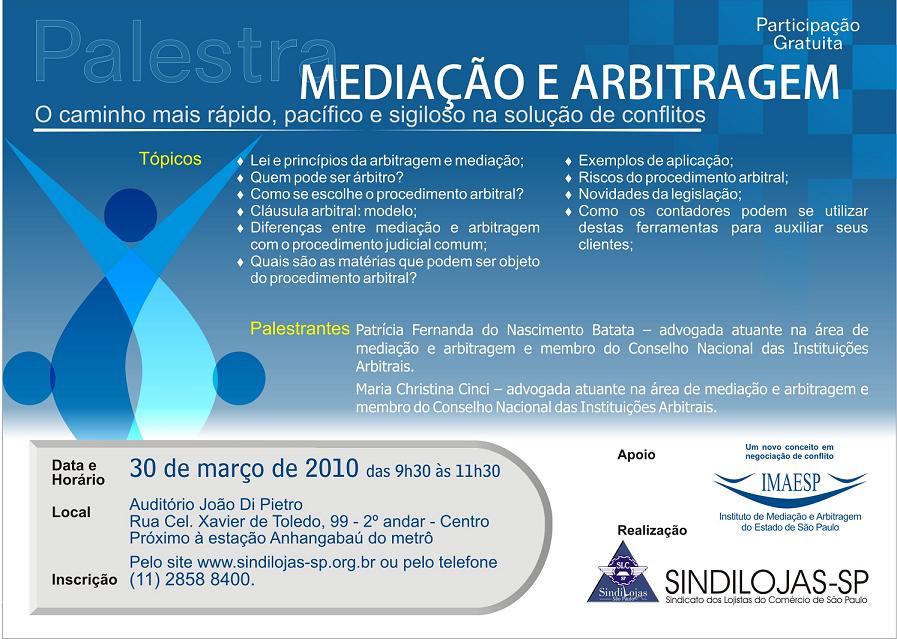 Palestra
Participação
Gratuita
MEDIAÇÃO E ARBITRAGEM
O caminho mais rápido, pacífico e sigiloso na solução de conflitos
Tópicos
♦ Lei e princípios da arbitragem e mediação;
♦ Quem pode ser árbitro?
♦ Como se escolhe o procedimento arbitral?
♦ Cláusula arbitral: modelo;
♦ Diferenças entre mediação e arbitragem
com o procedimento judicial comum;
♦ Quais são as matérias que podem ser objeto
do procedimento arbitral?
♦ Exemplos de aplicação;
♦ Riscos do procedimento arbitral;
♦ Novidades da legislação;
♦ Como os contadores podem se utilizar
destas ferramentas para auxiliar seus
clientes;
Palestrantes
Patrícia Fernanda do Nascimento Batata – advogada atuante na área de
mediação e arbitragem e membro do Conselho Nacional das Instituições
Arbitrais.
Maria Christina Cinci – advogada atuante na área de mediação e arbitragem e
membro do Conselho Nacional das Instituições Arbitrais.
Data e
Horário
30 de março de 2010 das 9h30 às 11h30
Local
Auditório João Di Pietro
Rua Cel. Xavier de Toledo, 99 - 2º andar - Centro
Próximo à estação Anhangabaú do metrô
Inscrição
Pelo site www.sindilojas-sp.org.br ou pelo telefone
(11) 2858 8400.
Apoio
Um novo conceito em
negociação de conflito
IMAESP
Instituto de Mediação e Arbitragem
do Estado de São Paulo
Realização
SLC
SP
SindiLojas
São Paulo
SINDILOJAS-SP
Sindicato dos Lojistas do Comércio de São Paulo